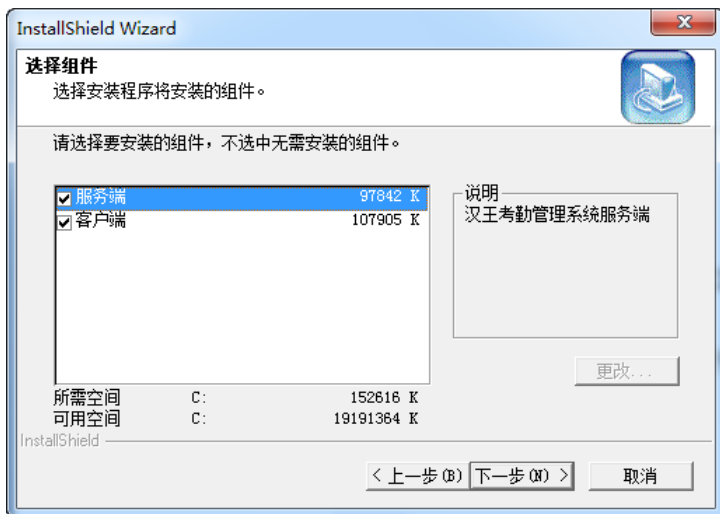 InstallShield Wizard
选择组件
选择安装程序将安装的组件。
请选择要安装的组件，不选中无需安装的组件。
服务端 97842 K
客户端 107905 K
说明
汉王考勤管理系统服务端
更改...
所需空间 C: 152616 K
可用空间 C: 19191364 K
InstallShield
< 上一步(B) 下一步(N) > 取消